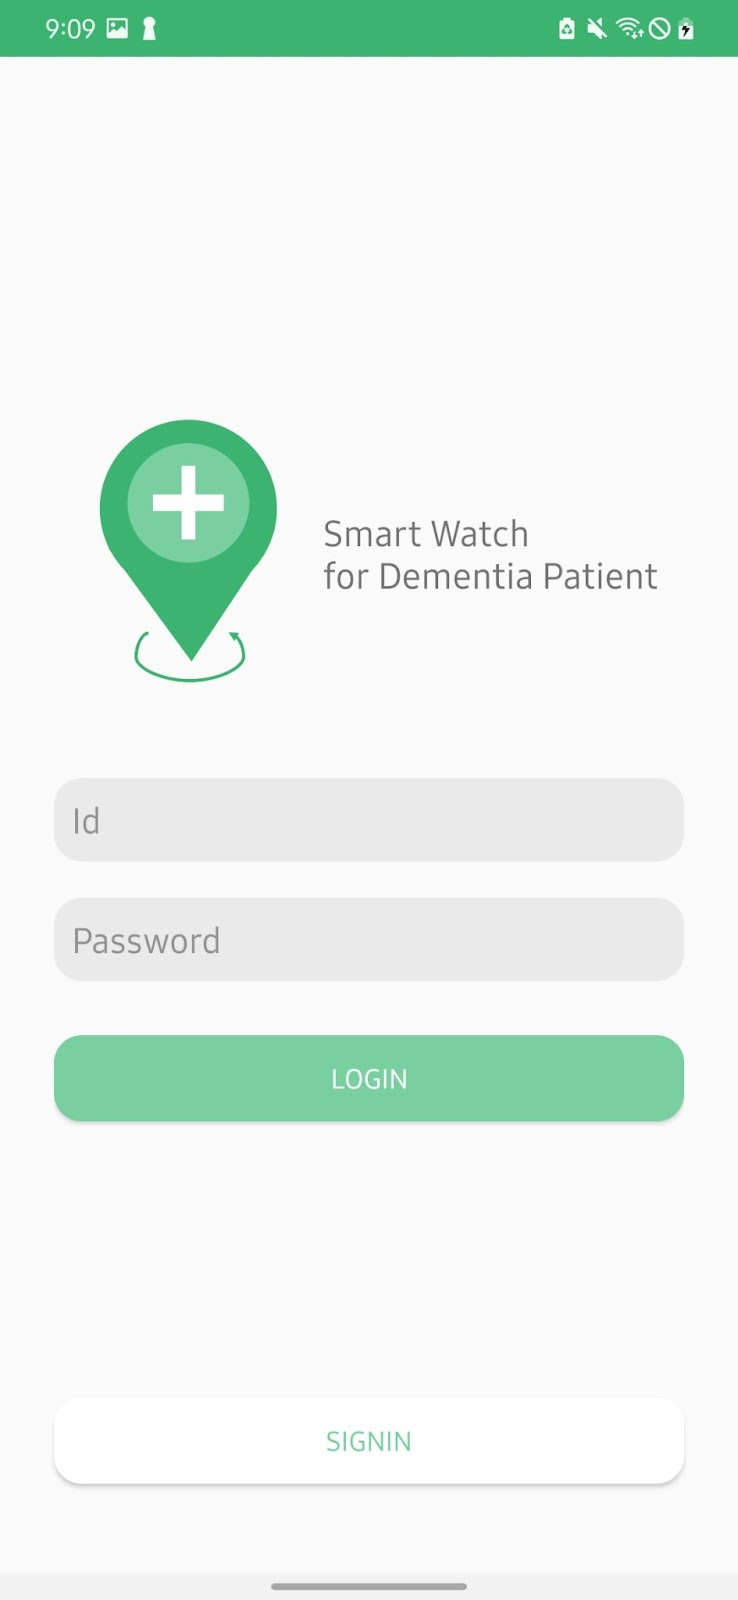 9:09
Smart Watch
for Dementia Patient
Id
Password
LOGIN
SIGNIN